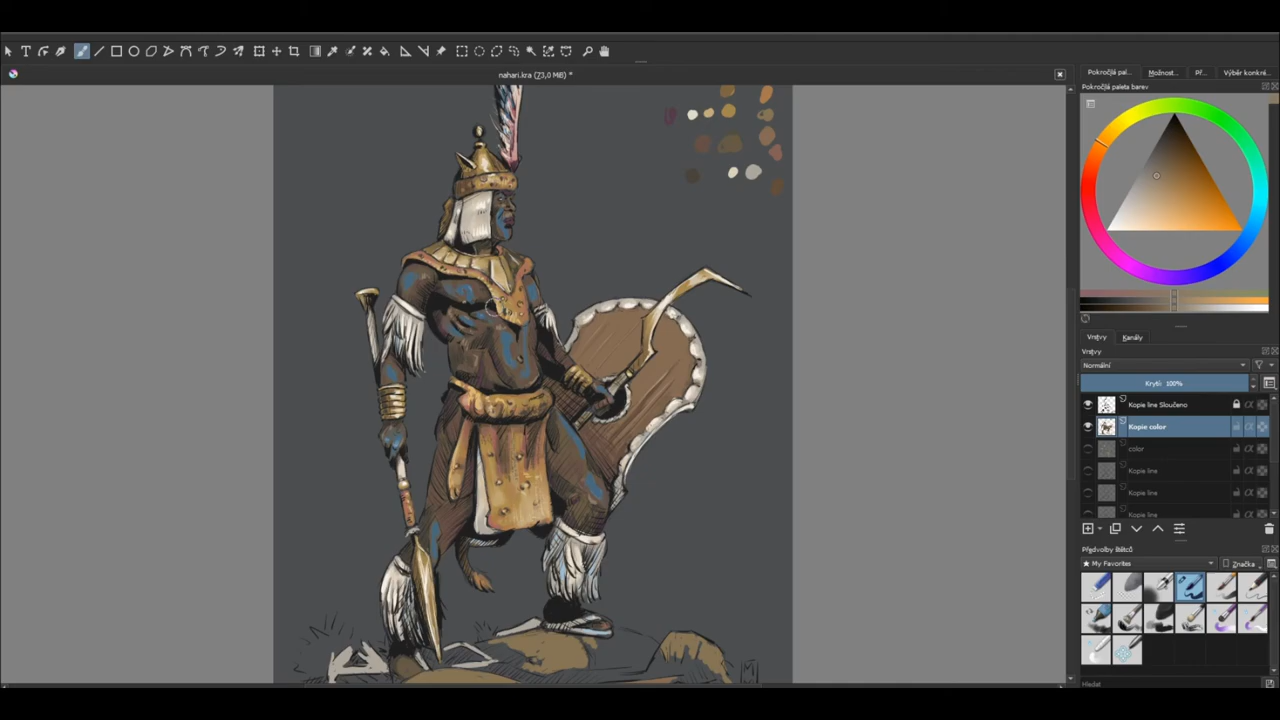 nahari.kra (73,0 MiB) *
Pokročilá pal...
Možnost...
Př...
Výběr konkré...
Pokročilá paleta barev
Vrstvy
Kanály
Vrstvy
Normální
Krytí: 100%
Kopie line Sloučeno
Kopie color
color
Kopie line
Kopie line
Kopie line
Předvolby štětců
My Favorites
Značka
Hledat